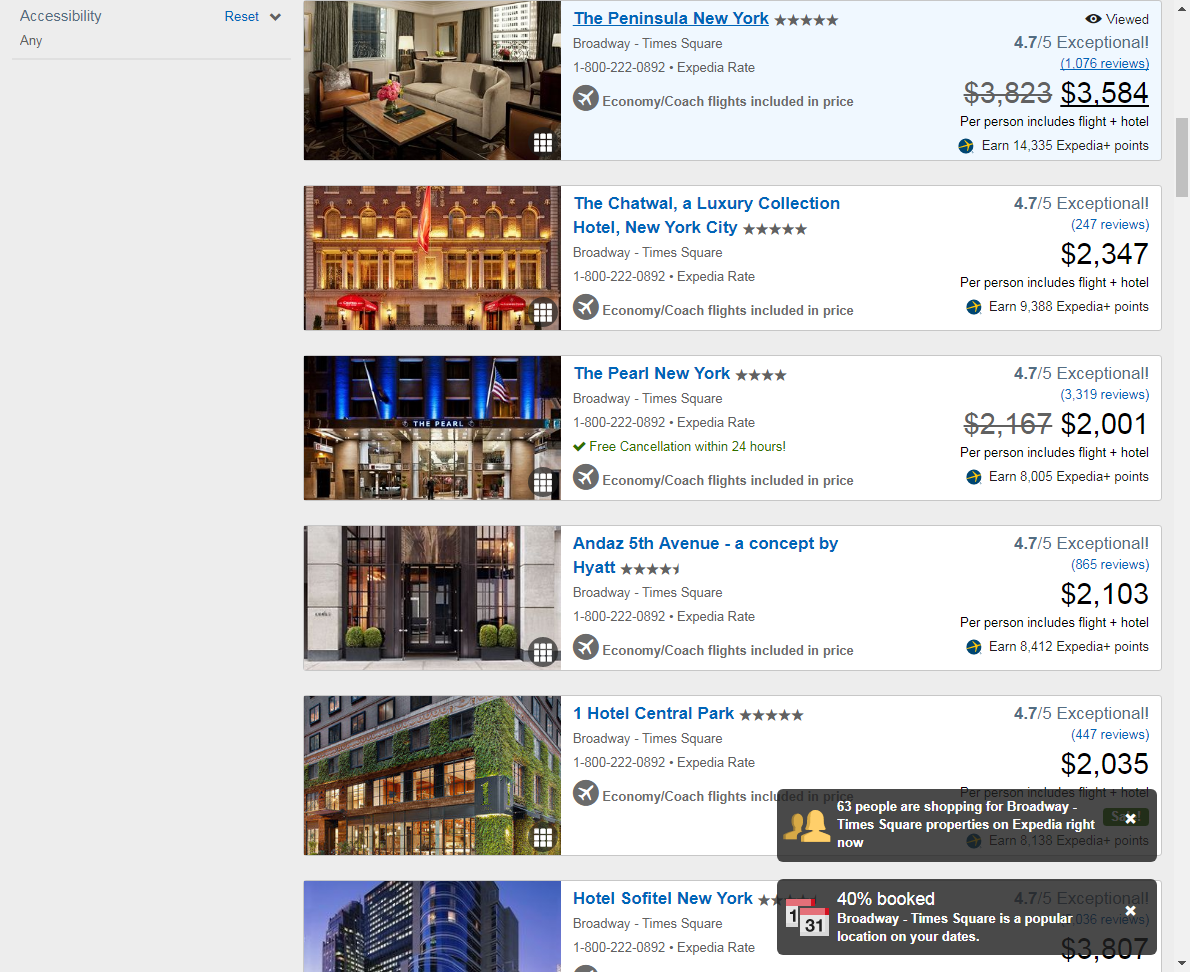 Accessibility
Reset
Any
The Peninsula New York
Viewed
Broadway - Times Square
4.7/5 Exceptional!
1-800-222-0892 • Expedia Rate
(1,076 reviews)
$3,823 $3,584
Economy/Coach flights included in price
Per person includes flight + hotel
Earn 14,335 Expedia+ points
The Chatwal, a Luxury Collection
Hotel, New York City
4.7/5 Exceptional!
(247 reviews)
Broadway - Times Square
$2,347
1-800-222-0892 • Expedia Rate
Per person includes flight + hotel
Economy/Coach flights included in price
Earn 9,388 Expedia+ points
The Pearl New York
4.7/5 Exceptional!
(3,319 reviews)
Broadway - Times Square
1-800-222-0892 • Expedia Rate
$2,167 $2,001
Free Cancellation within 24 hours!
Per person includes flight + hotel
Economy/Coach flights included in price
Earn 8,005 Expedia+ points
THE PEARL
Andaz 5th Avenue - a concept by
Hyatt
4.7/5 Exceptional!
(865 reviews)
Broadway - Times Square
$2,103
1-800-222-0892 • Expedia Rate
Per person includes flight + hotel
Economy/Coach flights included in price
Earn 8,412 Expedia+ points
1 Hotel Central Park
4.7/5 Exceptional!
(447 reviews)
Broadway - Times Square
1-800-222-0892 • Expedia Rate
$2,035
Economy/Coach flights included in price
Per person includes flight + hotel
63 people are shopping for Broadway -
Times Square properties on Expedia right
now
Earn 8,138 Expedia+ points
Hotel Sofitel New York
4.7/5 Exceptional!
40% booked
Broadway - Times Square is a popular
location on your dates.
1
31
036 reviews)
Broadway - Times Square
1-800-222-0892 • Expedia Rate
$3,807